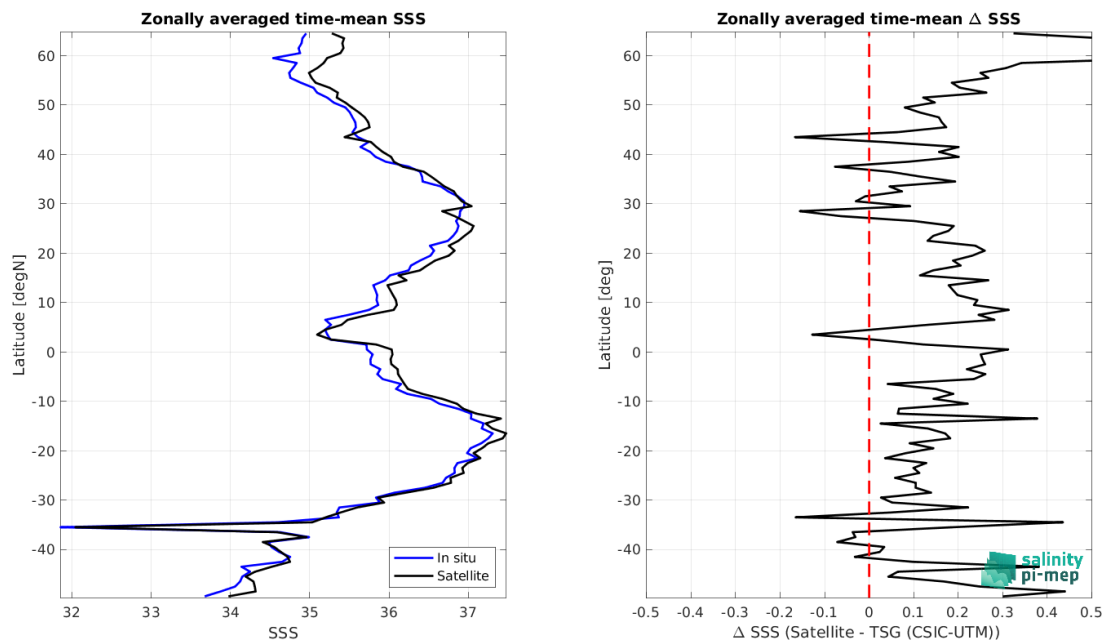 Zonally averaged time-mean SSS
60
50
40
30
20
10
0
-10
-20
-30
-40
Latitude [degN]
32 33 34 35 36 37
SSS
In situ
Satellite
Zonally averaged time-mean Δ SSS
60
50
40
30
20
10
0
-10
-20
-30
-40
Latitude [deg]
-0.5 -0.4 -0.3 -0.2 -0.1 0 0.1 0.2 0.3 0.4 0.5
Δ SSS (Satellite - TSG (CSIC-UTM))
salinity
pi-mep